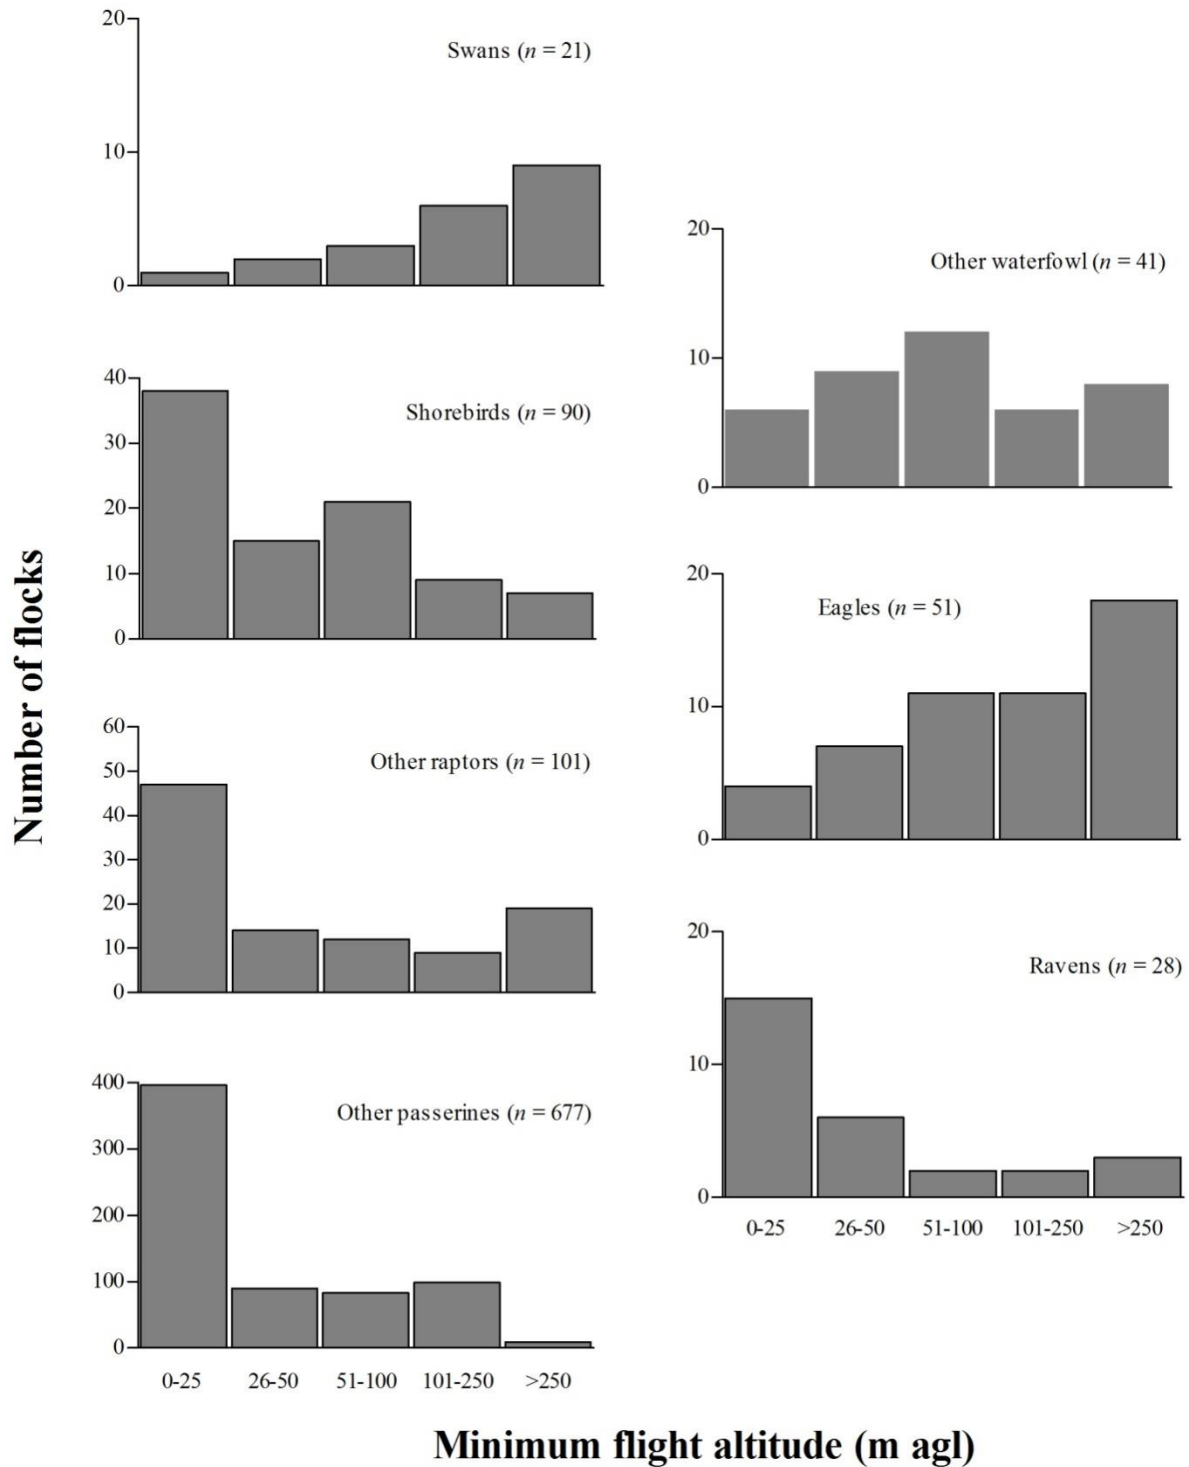 20
Swans (n = 21)
10
0
20
Other waterfowl (n = 41)
10
0
40
Shorebirds (n = 90)
30
20
10
0
20
Eagles (n = 51)
10
0
60
50
Other raptors (n = 101)
40
30
20
10
0
20
Ravens (n = 28)
10
0
0-25 26-50 51-100 101-250 >250
400
Other passerines (n = 677)
300
200
100
0
0-25 26-50 51-100 101-250 >250
Number of flocks
Minimum flight altitude (m agl)